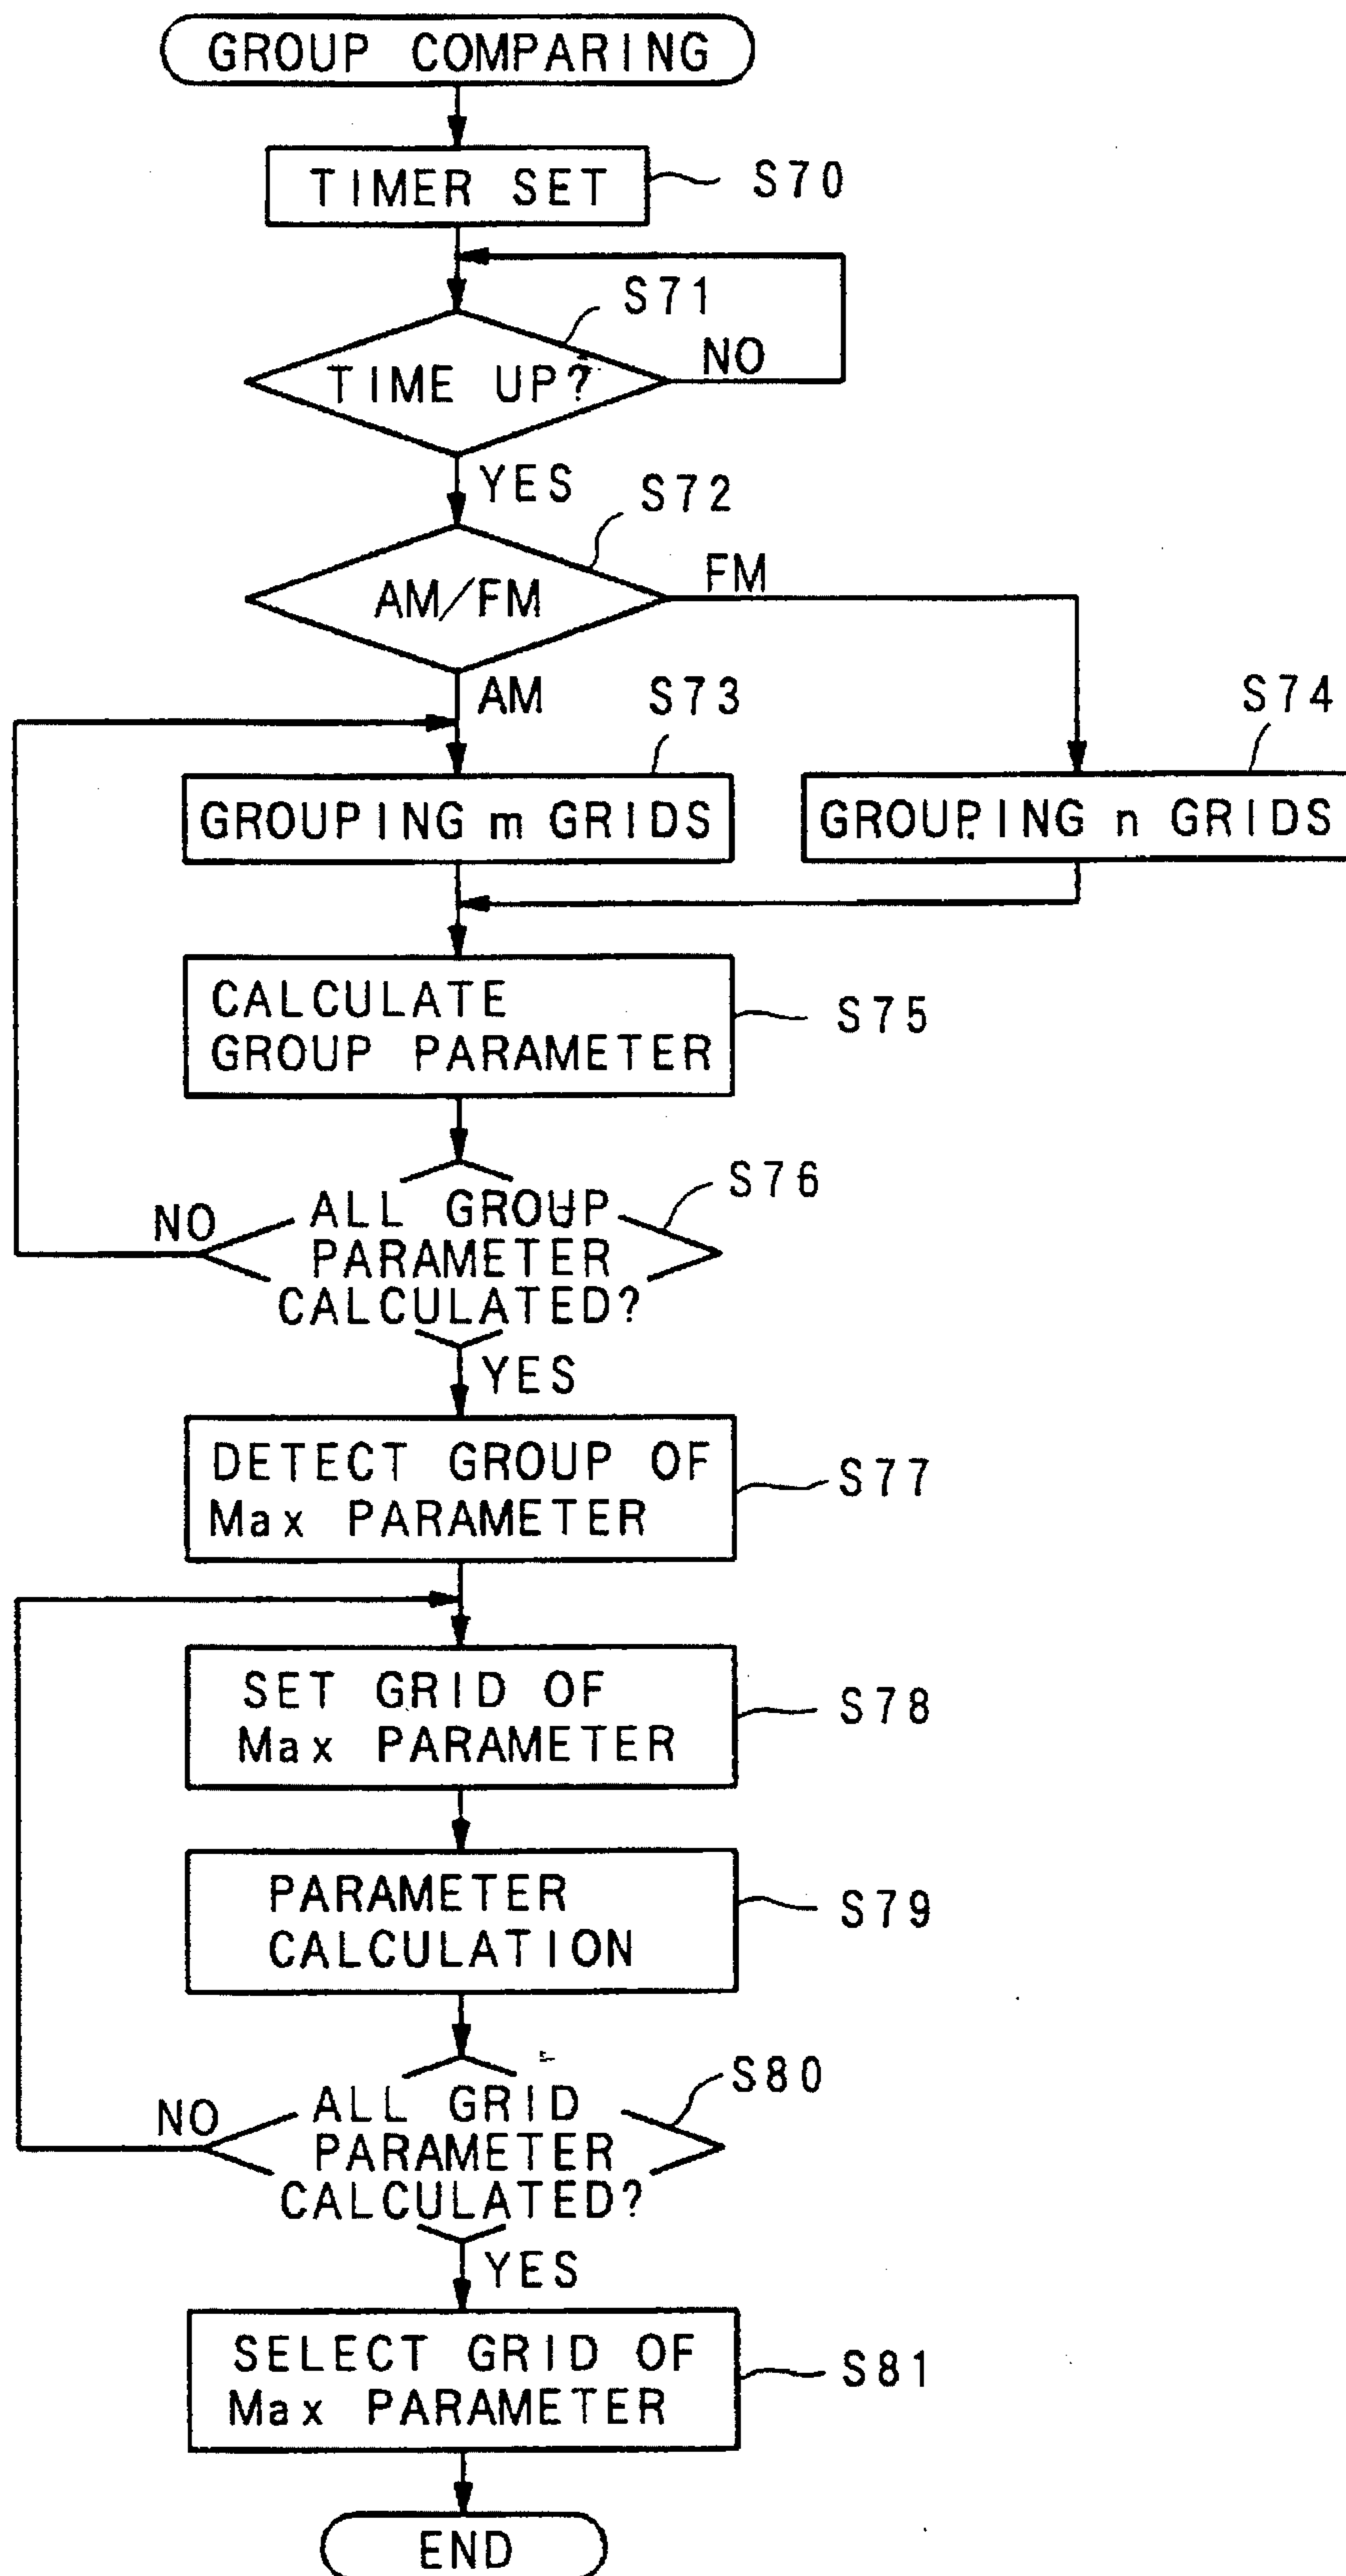 GROUP COMPARING
TIMER SET
S70
S71
TIME UP?
NO
YES
S72
AM/FM
FM
AM
S73
S74
GROUPING m GRIDS
GROUPING n GRIDS
CALCULATE
GROUP PARAMETER
S75
S76
NO
ALL GROUP
PARAMETER
CALCULATED?
YES
DETECT GROUP OF
Max PARAMETER
S77
SET GRID OF
Max PARAMETER
S78
PARAMETER
CALCULATION
S79
S80
NO
ALL GRID
PARAMETER
CALCULATED?
YES
SELECT GRID OF
Max PARAMETER
S81
END